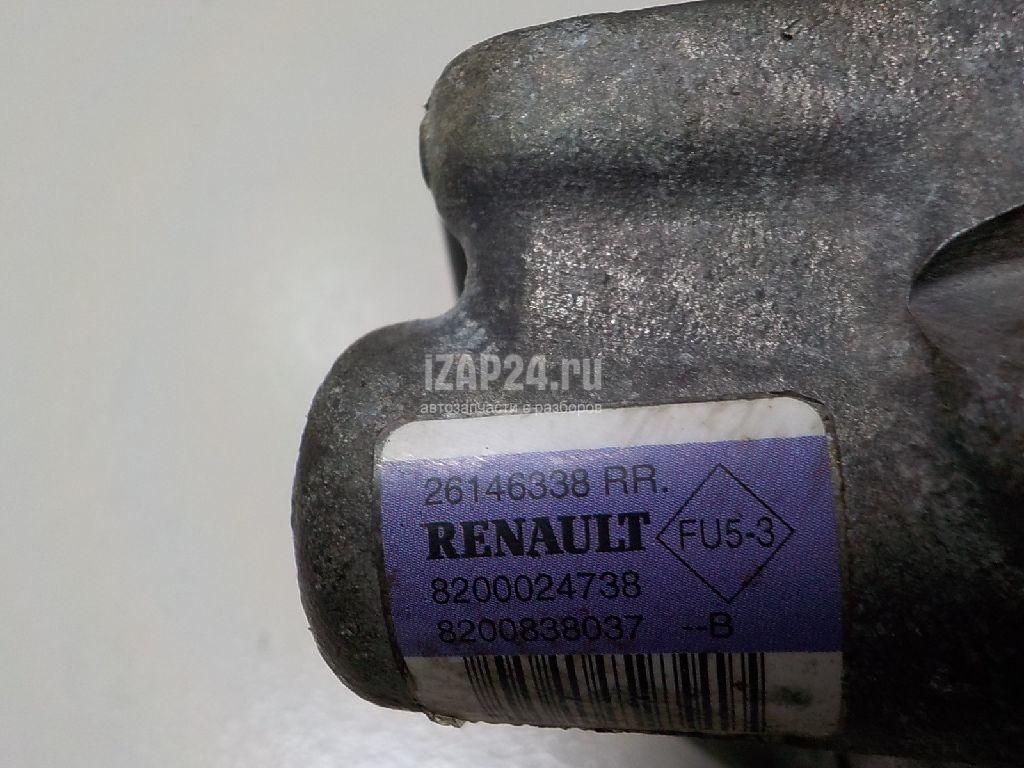 iZAP24.ru
автозапчасти с разборов
26146338 RR.
RENAULT
FU5-3
8200024738
8200838037 --B